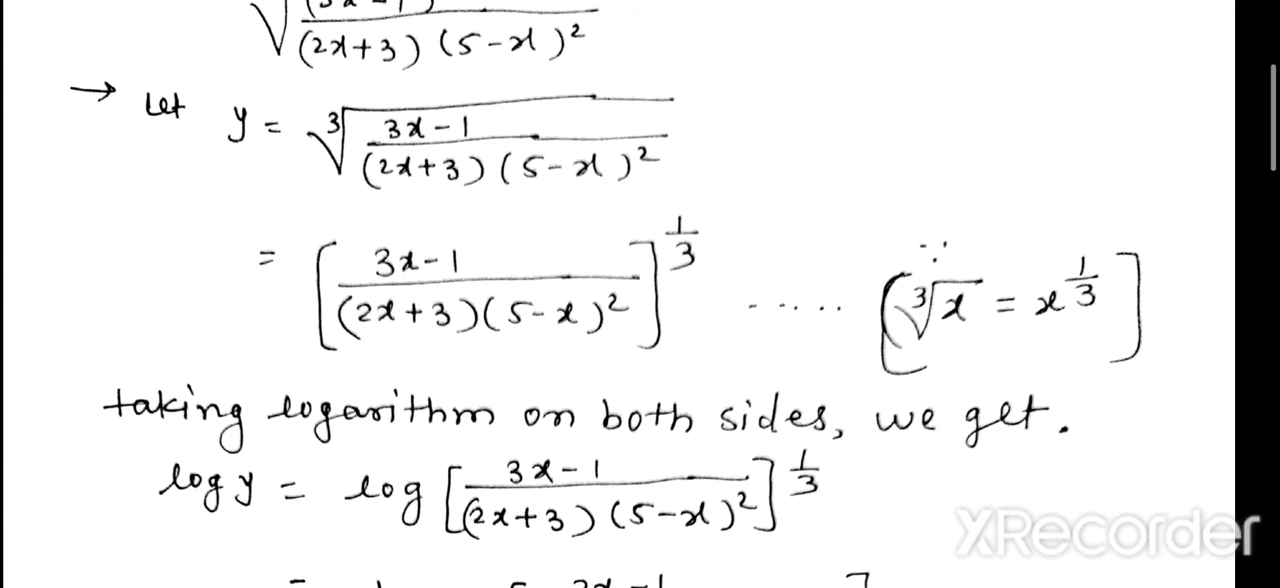 √((3x-1)/((2x+3)(5-x)²))
→ Let y = ∛((3x-1)/((2x+3)(5-x)²))
= [(3x-1)/((2x+3)(5-x)²)]^(1/3) ..... [∵ ∛x = x^(1/3)]
taking logarithm on both sides, we get.
log y = log [(3x-1)/((2x+3)(5-x)²)]^(1/3)
XRecorder
=